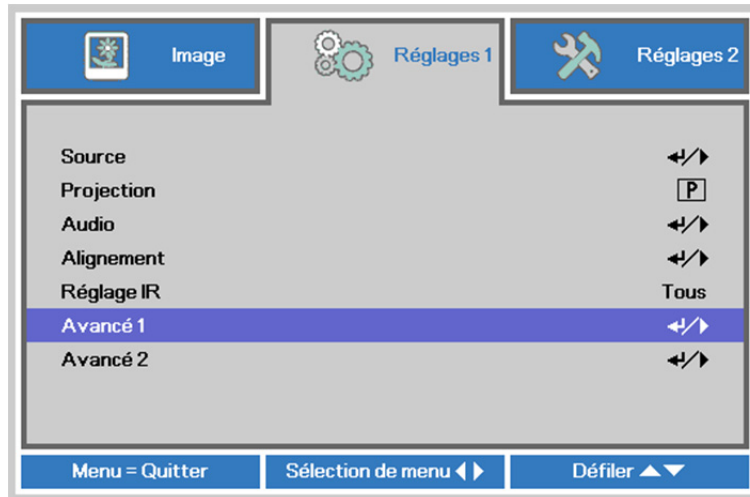 Image
Réglages 1
Réglages 2
Source
Projection P
Audio
Alignement
Réglage IR Tous
Avancé 1
Avancé 2
Menu = Quitter
Sélection de menu
Défiler